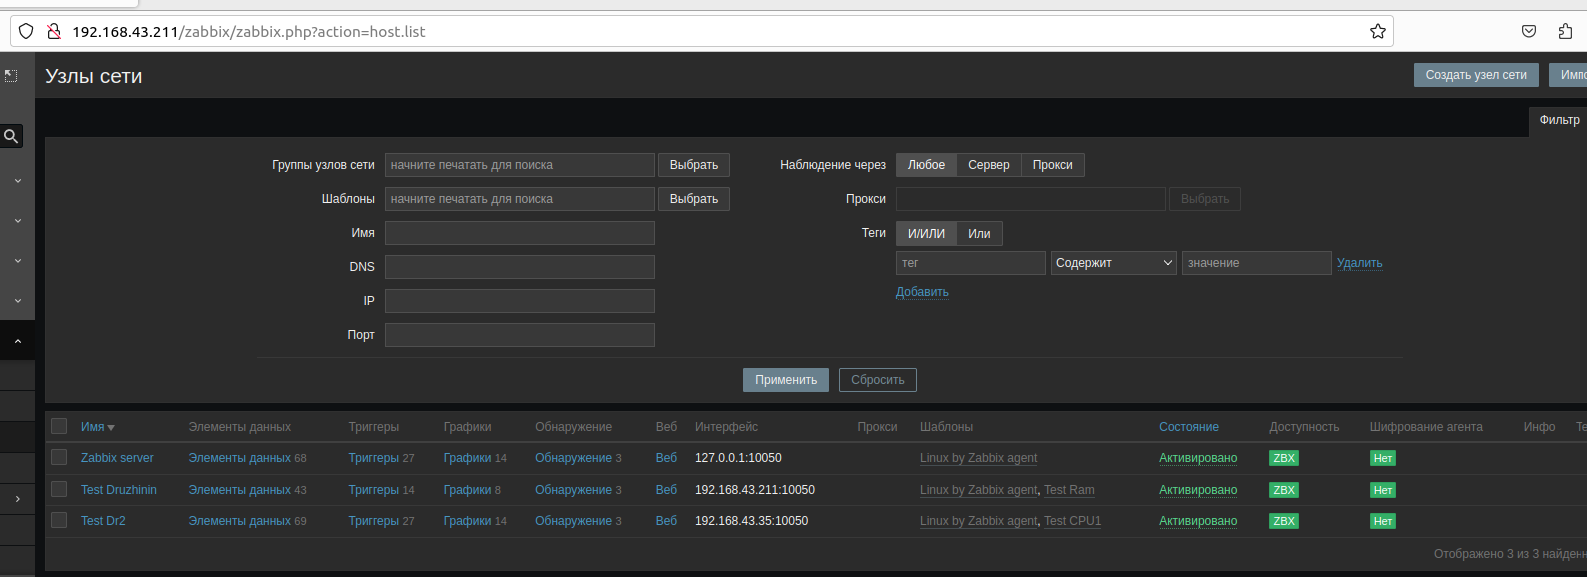 192.168.43.211/zabbix/zabbix.php?action=host.list
Узлы сети
Создать узел сети
Фильтр
Группы узлов сети начните печатать для поиска Выбрать Наблюдение через Любое Сервер Прокси
Шаблоны начните печатать для поиска Выбрать Прокси Выбрать
Имя Теги И/ИЛИ Или
DNS тег Содержит значение Удалить
IP Добавить
Порт
Применить Сбросить
Имя Элементы данных Триггеры Графики Обнаружение Веб Интерфейс Прокси Шаблоны Состояние Доступность Шифрование агента Инфо
Zabbix server Элементы данных 68 Триггеры 27 Графики 14 Обнаружение 3 Веб 127.0.0.1:10050 Linux by Zabbix agent Активировано ZBX Нет
Test Druzhinin Элементы данных 43 Триггеры 14 Графики 8 Обнаружение 3 Веб 192.168.43.211:10050 Linux by Zabbix agent, Test Ram Активировано ZBX Нет
Test Dr2 Элементы данных 69 Триггеры 27 Графики 14 Обнаружение 3 Веб 192.168.43.35:10050 Linux by Zabbix agent, Test CPU1 Активировано ZBX Нет
Отображено 3 из 3